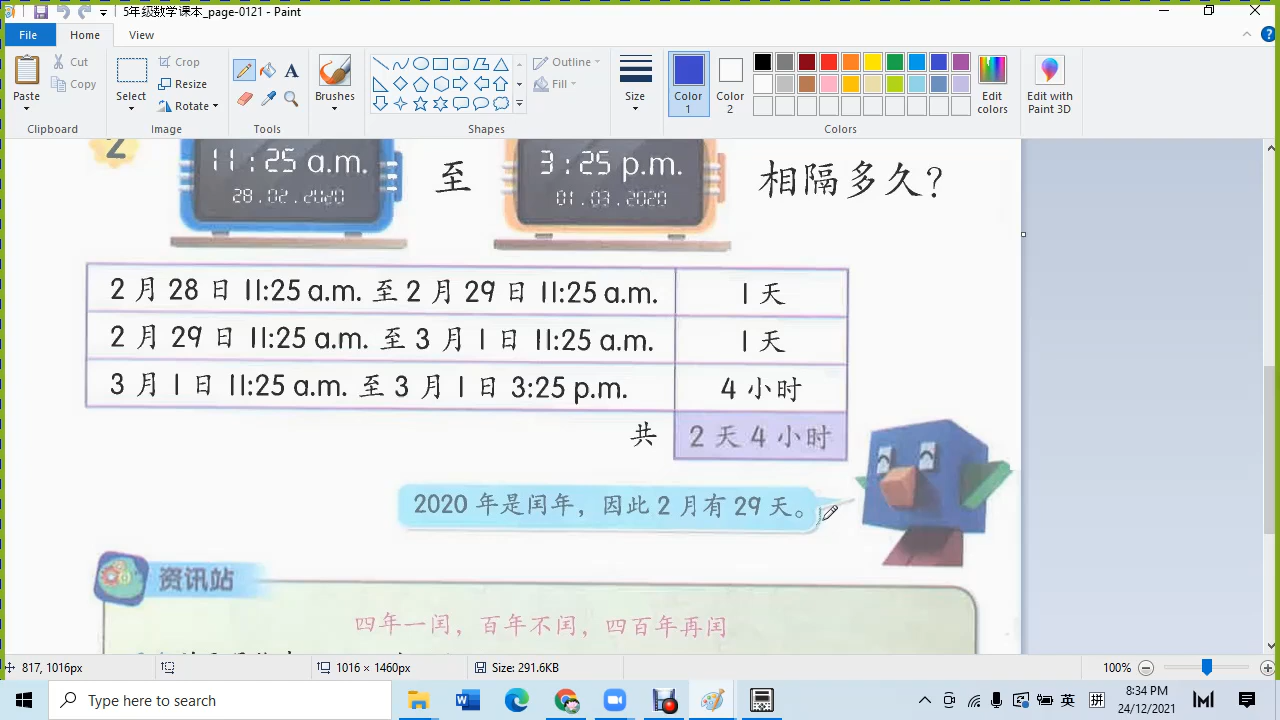 5年级数学课本_page-0121 - Paint
File
Home
View
Paste
Cut
Copy
Clipboard
Select
Crop
Resize
Rotate
Image
A
Tools
Brushes
Outline
Fill
Shapes
Size
Color 1
Color 2
Edit colors
Edit with Paint 3D
Colors
2
11:25 a.m.
28.02.2020
至
3:25 p.m.
01.03.2020
相隔多久?
2 月 28 日 11:25 a.m. 至 2 月 29 日 11:25 a.m. 1 天
2 月 29 日 11:25 a.m. 至 3 月 1 日 11:25 a.m. 1 天
3 月 1 日 11:25 a.m. 至 3 月 1 日 3:25 p.m. 4 小时
共 2 天 4 小时
2020 年是闰年，因此 2 月有 29 天。
资讯站
四年一闰，百年不闰，四百年再闰
817, 1016px
1016 × 1460px
Size: 291.6KB
100%
Type here to search
英
拼
8:34 PM
24/12/2021